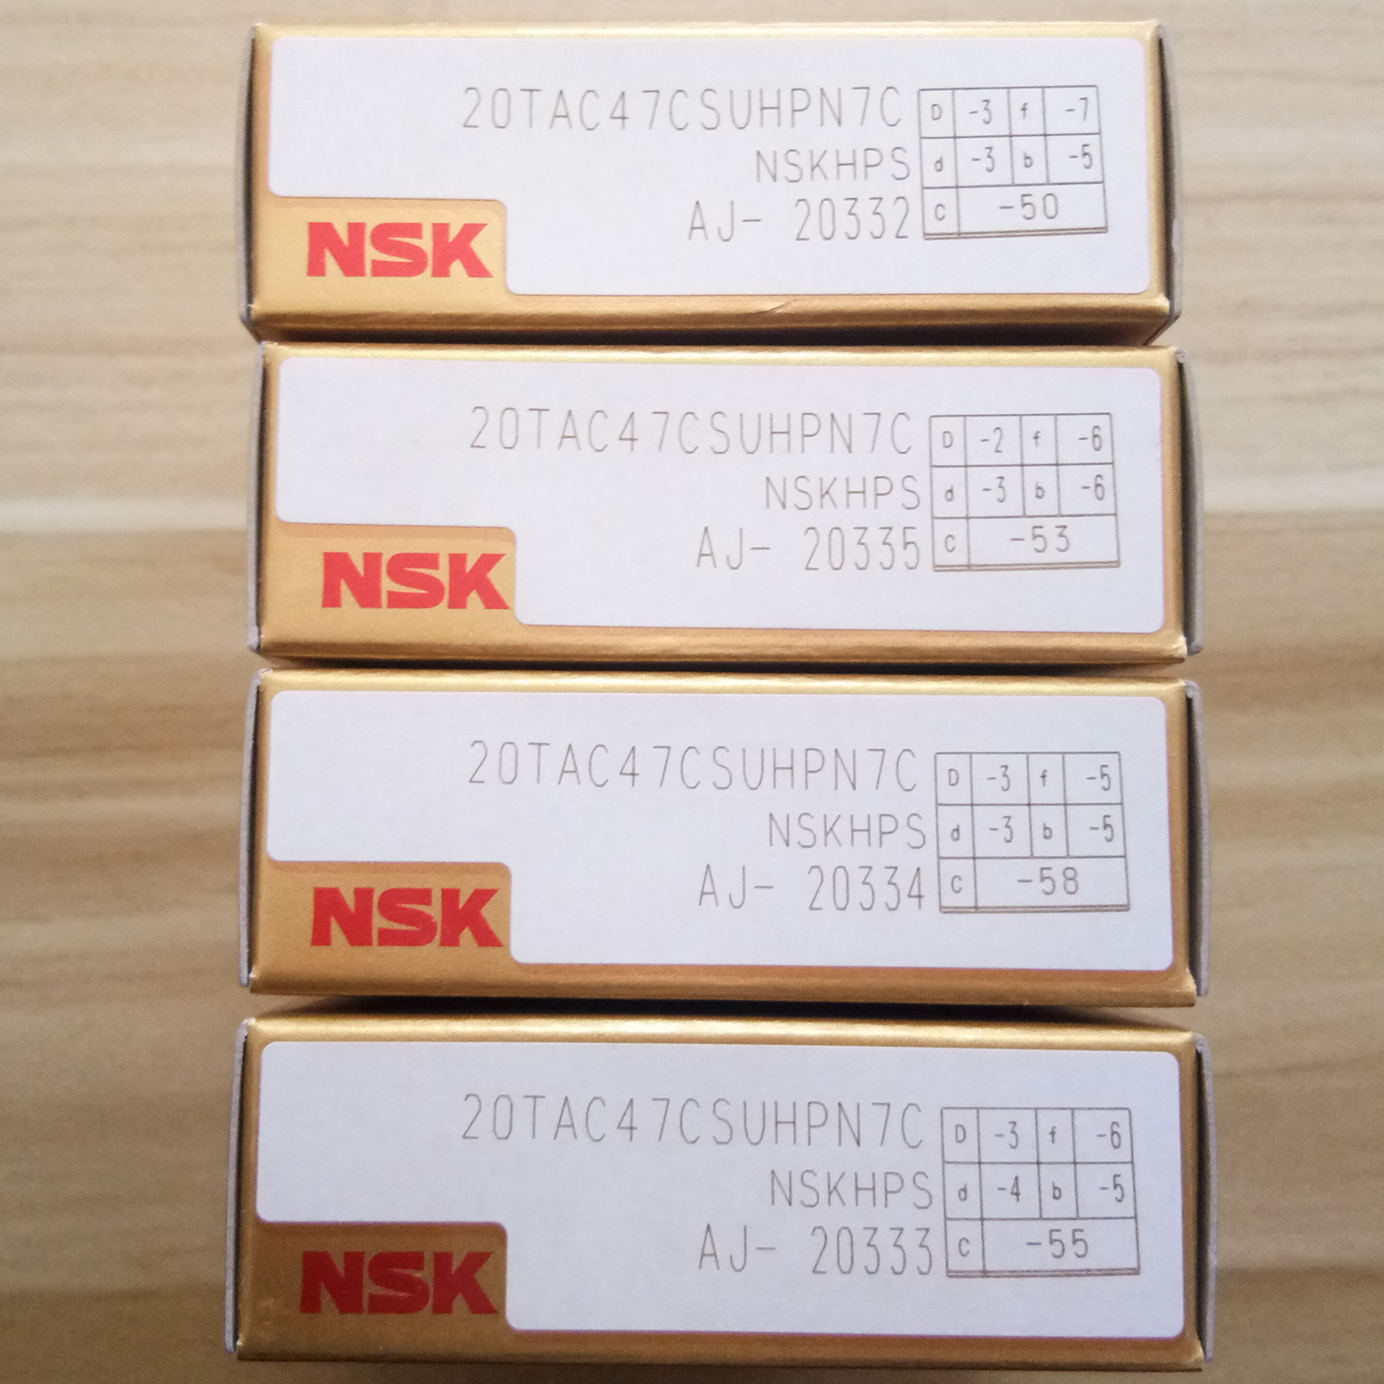 20TAC47CSUHPN7C D -3 f -7
NSKHPS d -3 b -5
AJ- 20332 C -50
NSK
20TAC47CSUHPN7C D -2 f -6
NSKHPS d -3 b -6
AJ- 20335 C -53
NSK
20TAC47CSUHPN7C D -3 f -5
NSKHPS d -3 b -5
AJ- 20334 C -58
NSK
20TAC47CSUHPN7C D -3 f -6
NSKHPS d -4 b -5
AJ- 20333 C -55
NSK